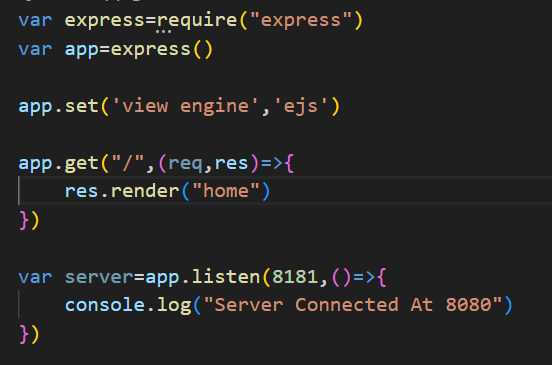 var express=require("express")
var app=express()
app.set('view engine','ejs')
app.get("/",(req,res)=>{
    res.render("home")
})
var server=app.listen(8181,()=>{
    console.log("Server Connected At 8080")
})